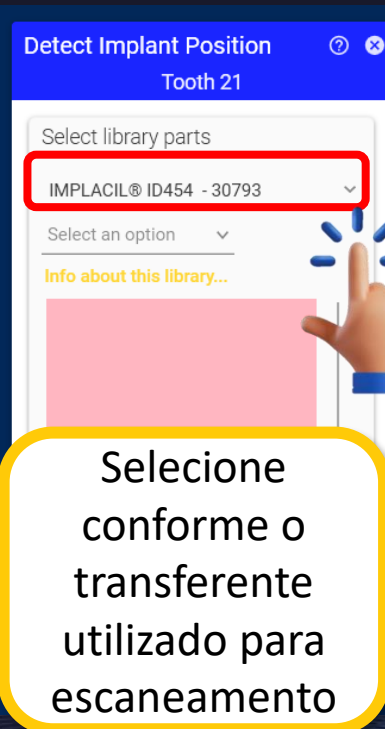 Detect Implant Position
Tooth 21
Select library parts
IMPLACIL® ID454 - 30793
Select an option
Info about this library...
Selecione
conforme o
transferente
utilizado para
escaneamento